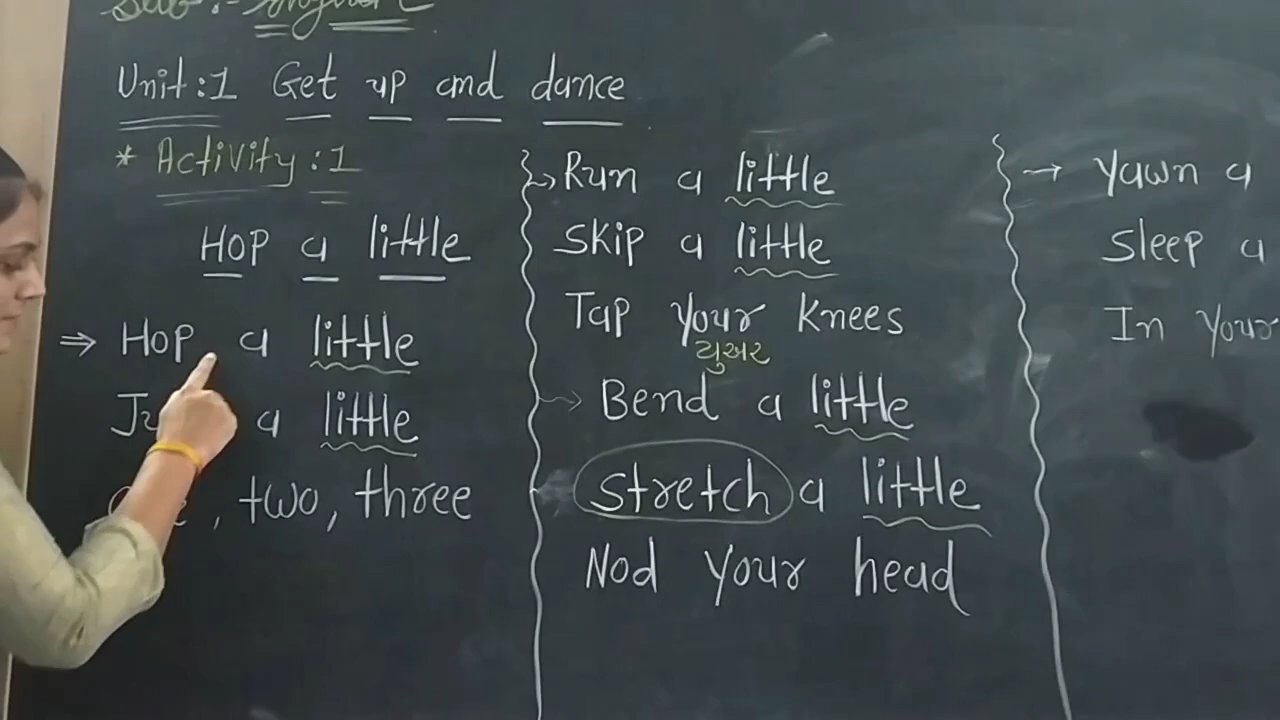 Unit:1 Get up and dance
* Activity:1
Hop a little
⇒ Hop a little
a little
, two, three
→ Run a little
Skip a little
Tap your knees
યુઅર
→ Bend a little
Stretch a little
Nod your head
→ Yawn a
Sleep a
In your